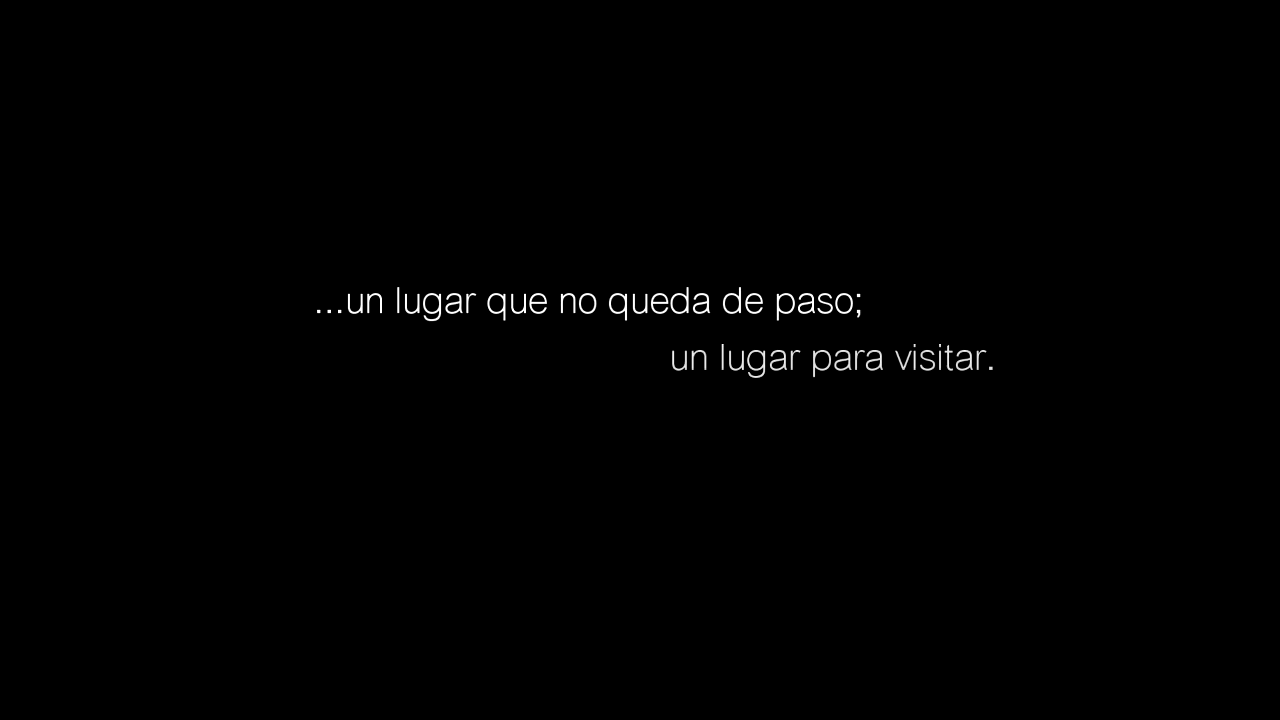 ...un lugar que no queda de paso;
un lugar para visitar.